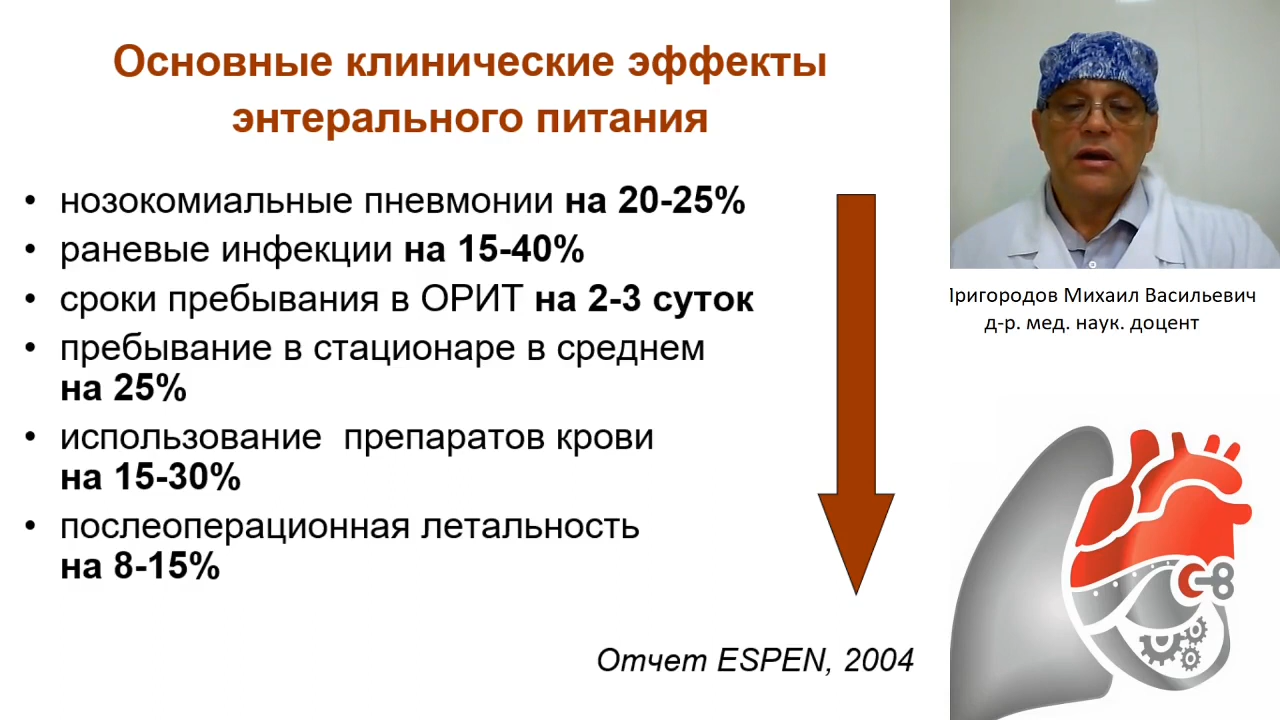 Основные клинические эффекты
энтерального питания
• нозокомиальные пневмонии на 20-25%
• раневые инфекции на 15-40%
• сроки пребывания в ОРИТ на 2-3 суток
• пребывание в стационаре в среднем
на 25%
• использование препаратов крови
на 15-30%
• послеоперационная летальность
на 8-15%
Отчет ESPEN, 2004
Пригородов Михаил Васильевич
д-р. мед. наук. доцент